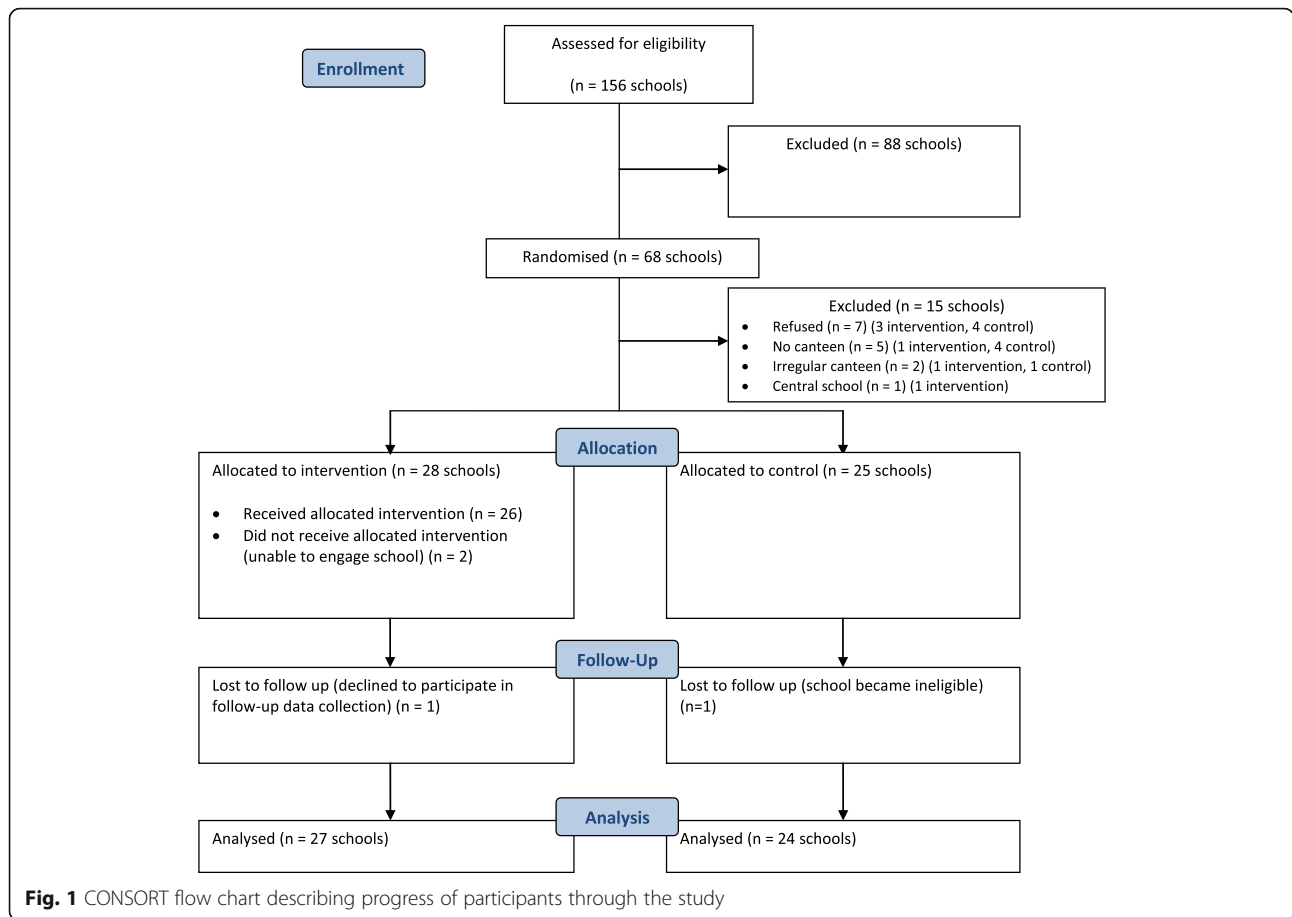 Assessed for eligibility
Enrollment
(n = 156 schools)
Excluded (n = 88 schools)
Randomised (n = 68 schools)
Excluded (n = 15 schools)
• Refused (n = 7) (3 intervention, 4 control)
• No canteen (n = 5) (1 intervention, 4 control)
• Irregular canteen (n = 2) (1 intervention, 1 control)
• Central school (n = 1) (1 intervention)
Allocation
Allocated to intervention (n = 28 schools)
• Received allocated intervention (n = 26)
• Did not receive allocated intervention
(unable to engage school) (n = 2)
Allocated to control (n = 25 schools)
Follow-Up
Lost to follow up (declined to participate in
follow-up data collection) (n = 1)
Lost to follow up (school became ineligible)
(n=1)
Analysis
Analysed (n = 27 schools)
Analysed (n = 24 schools)
Fig. 1 CONSORT flow chart describing progress of participants through the study